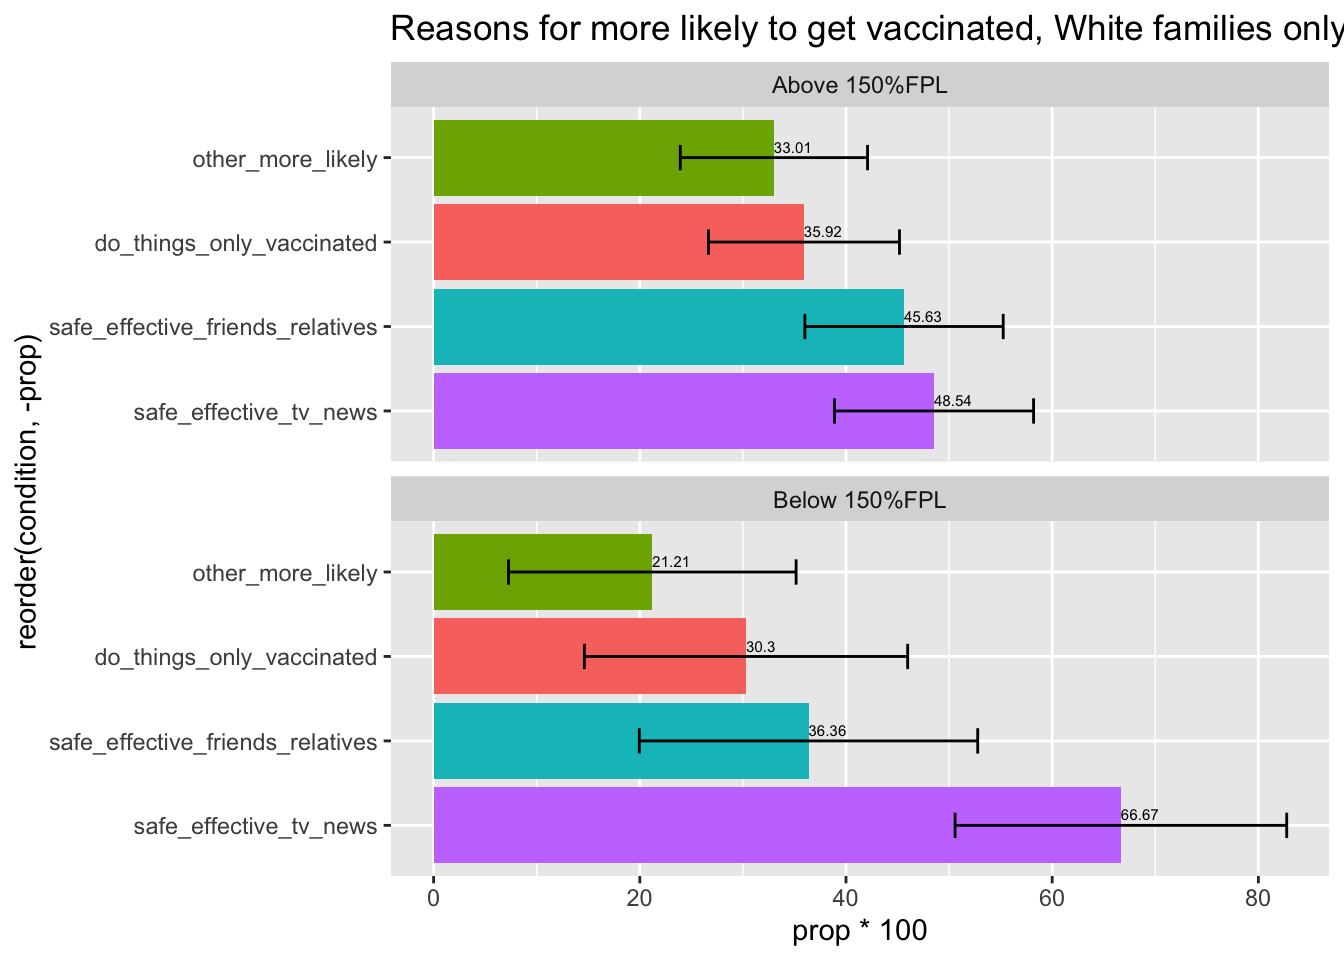 Reasons for more likely to get vaccinated, White families only
Above 150%FPL
other_more_likely
33.01
do_things_only_vaccinated
35.92
safe_effective_friends_relatives
45.63
safe_effective_tv_news
48.54
Below 150%FPL
other_more_likely
21.21
do_things_only_vaccinated
30.3
safe_effective_friends_relatives
36.36
safe_effective_tv_news
66.67
reorder(condition, -prop)
0 20 40 60 80
prop * 100